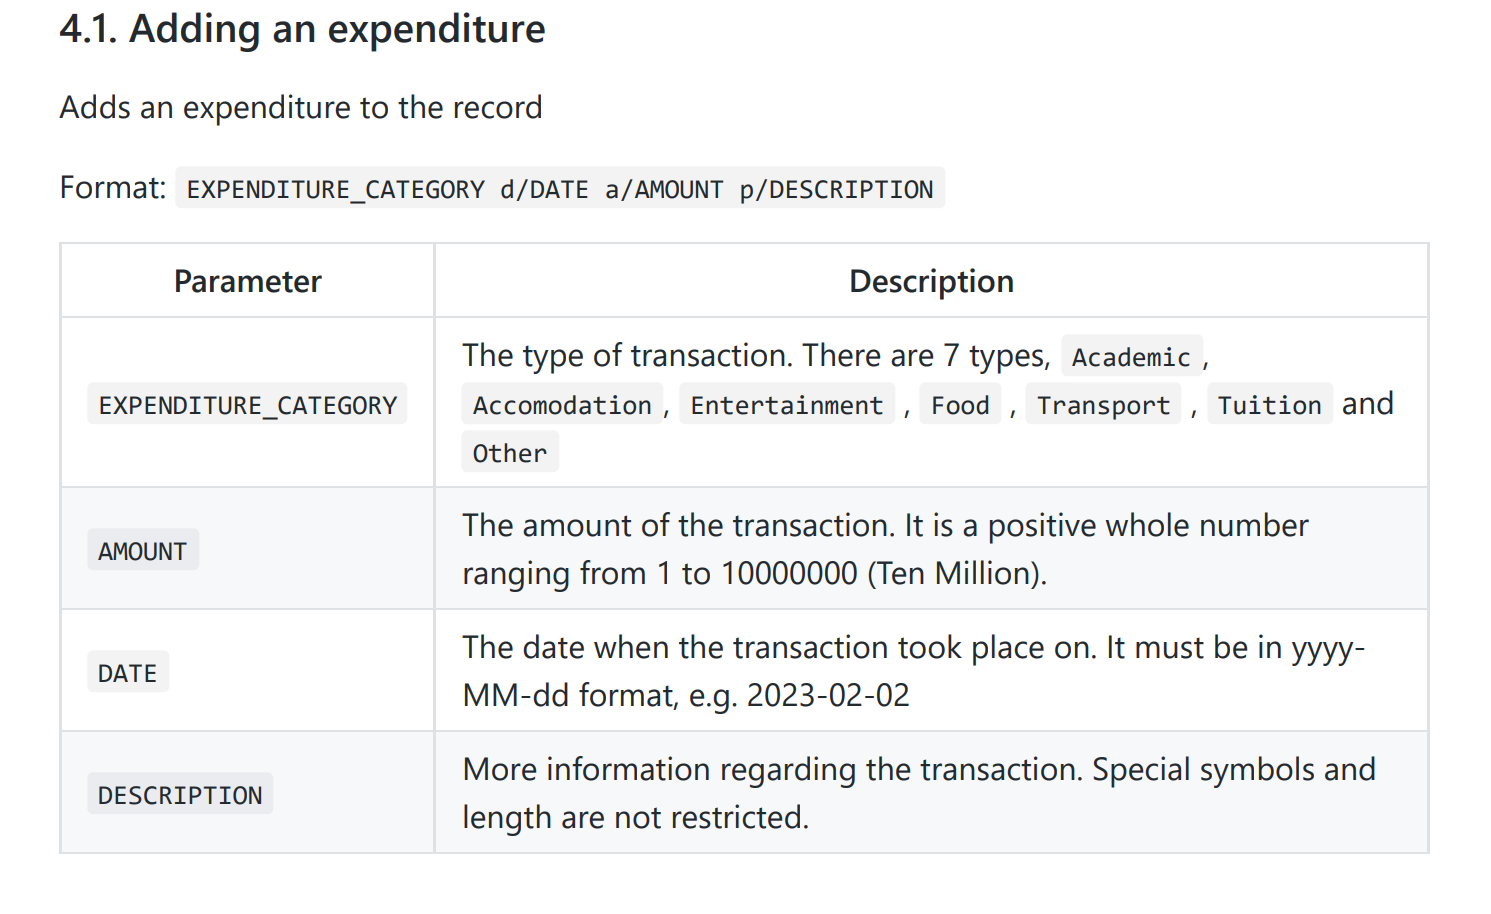 4.1. Adding an expenditure
Adds an expenditure to the record
Format: EXPENDITURE_CATEGORY d/DATE a/AMOUNT p/DESCRIPTION
Parameter Description
EXPENDITURE_CATEGORY
The type of transaction. There are 7 types, Academic ,
Accomodation , Entertainment , Food , Transport , Tuition and
Other
AMOUNT
The amount of the transaction. It is a positive whole number
ranging from 1 to 10000000 (Ten Million).
DATE
The date when the transaction took place on. It must be in yyyy-
MM-dd format, e.g. 2023-02-02
DESCRIPTION
More information regarding the transaction. Special symbols and
length are not restricted.